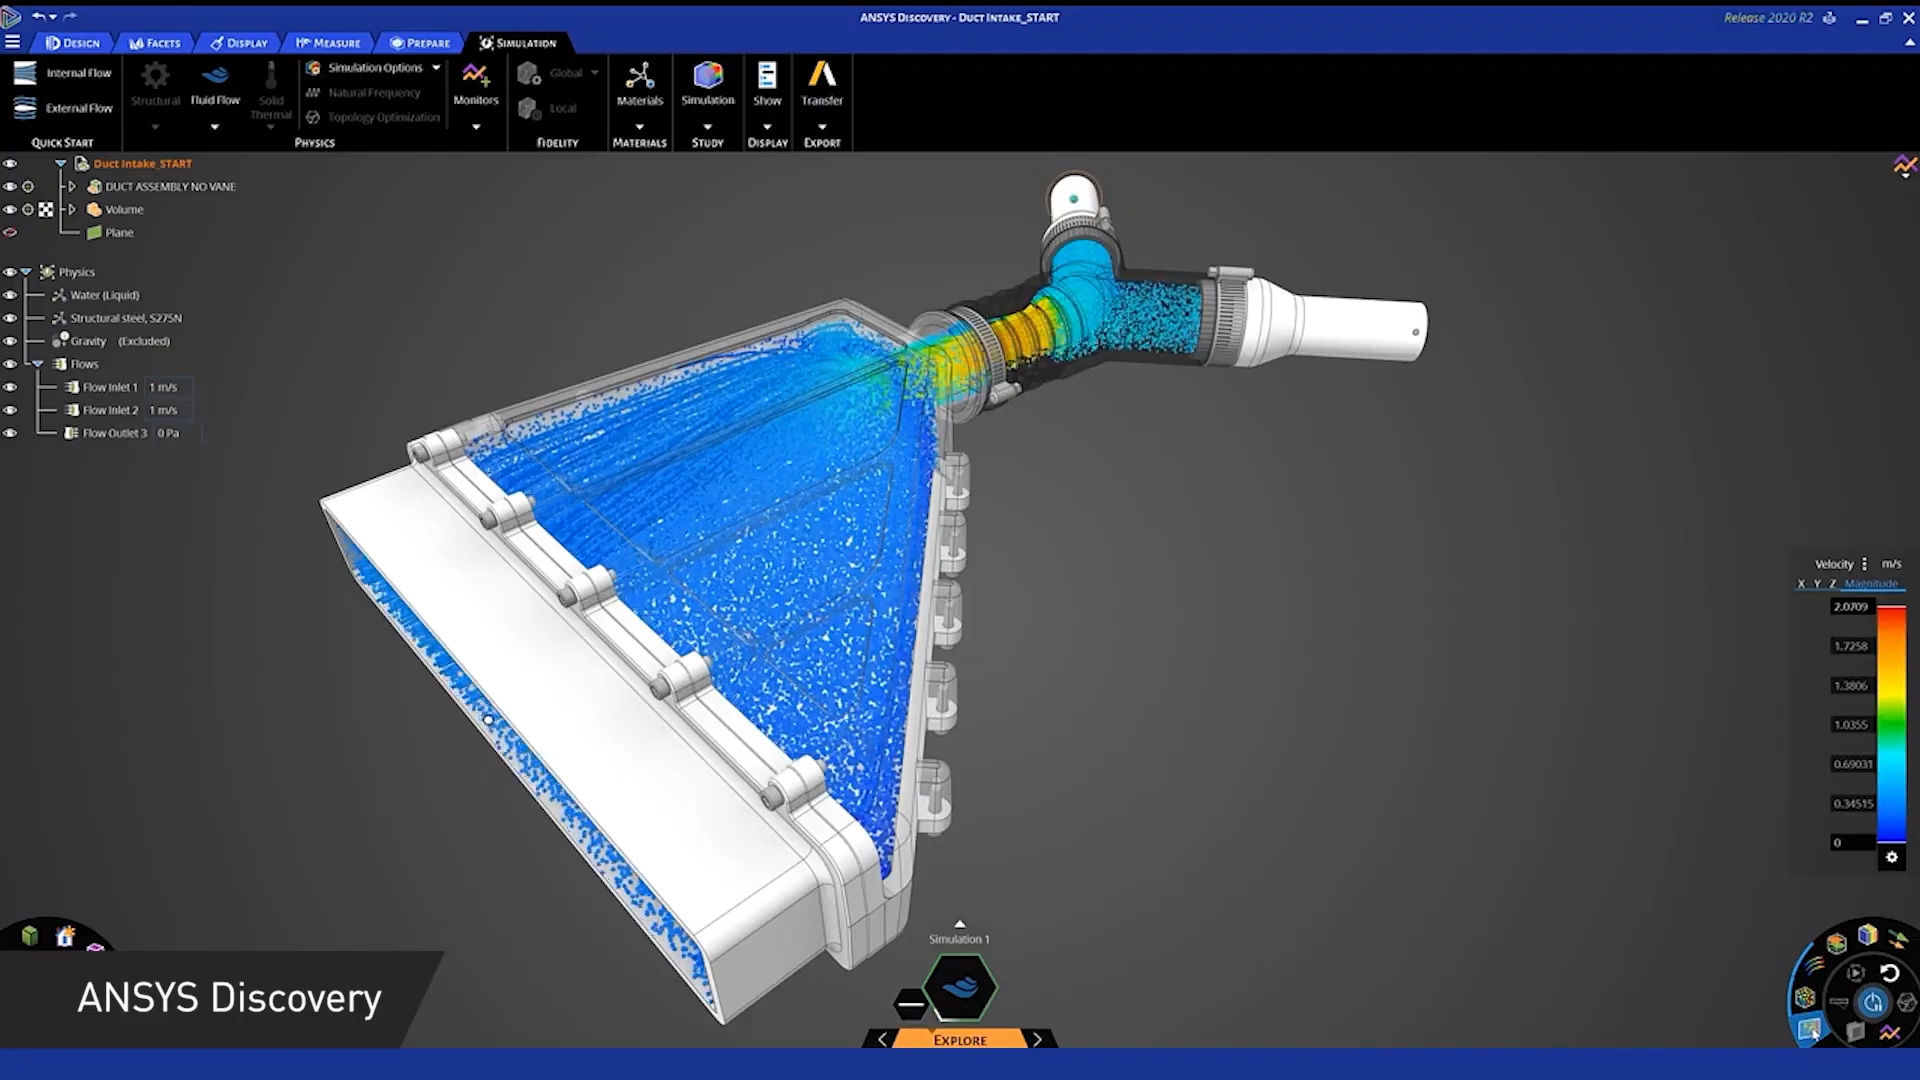 ANSYS DISCOVERY - DUCT INTAKE_START
Release 2020 R2
DESIGN
FACETS
DISPLAY
MEASURE
PREPARE
SIMULATION
Internal Flow
External Flow
QUICK START
Structural
Fluid Flow
Solid Thermal
Simulation Options
Natural Frequency
Topology Optimization
PHYSICS
Monitors
Global
Local
FIDELITY
Materials
MATERIALS
Simulation
STUDY
Show
DISPLAY
Transfer
EXPORT
Duct Intake_START
DUCT ASSEMBLY NO VANE
Volume
Plane
Physics
Water (Liquid)
Structural steel, S275N
Gravity (Excluded)
Flows
Flow Inlet 1 1 m/s
Flow Inlet 2 1 m/s
Flow Outlet 3 0 Pa
Velocity m/s
X Y Z Magnitude
2.0709
1.7258
1.3806
1.0355
0.69031
0.34515
0
Simulation 1
EXPLORE
ANSYS Discovery